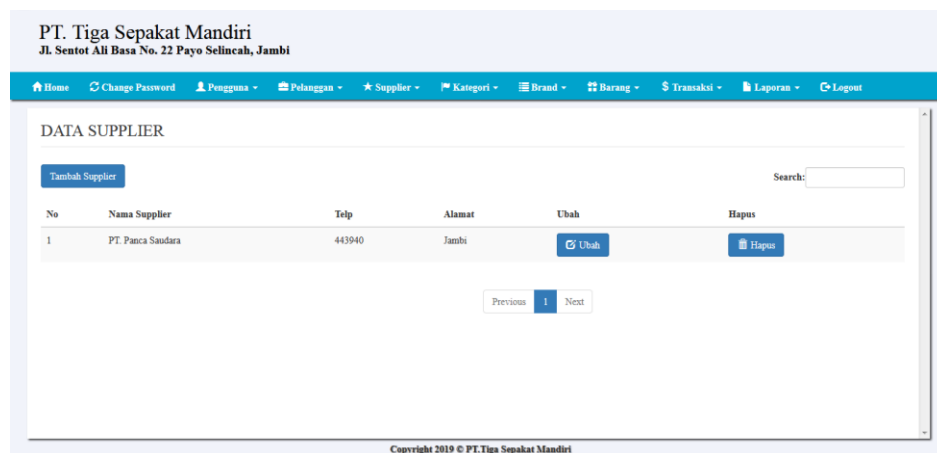 PT. Tiga Sepakat Mandiri
Jl. Sentot Ali Basa No. 22 Payo Selincah, Jambi
Home Change Password Pengguna Pelanggan Supplier Kategori Brand Barang Transaksi Laporan Logout
DATA SUPPLIER
Tambah Supplier Search:
No Nama Supplier Telp Alamat Ubah Hapus
1 PT. Panca Saudara 443940 Jambi Ubah Hapus
Previous 1 Next
Copyright 2019 © PT.Tiga Sepakat Mandiri